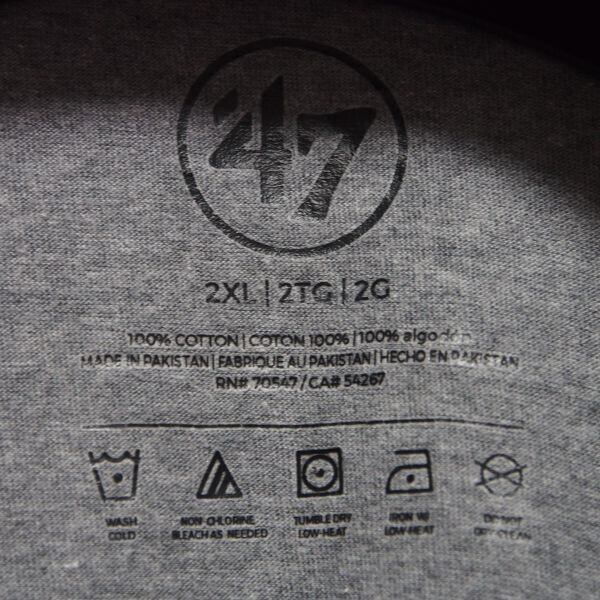 '47
2XL | 2TG | 2G
100% COTTON | COTON 100% | 100% algodón
MADE IN PAKISTAN | FABRIQUE AU PAKISTAN | HECHO EN PAKISTAN
RN# 70547 / CA# 54267
WASH COLD
NON-CHLORINE BLEACH AS NEEDED
TUMBLE DRY LOW-HEAT
IRON W/ LOW-HEAT
DO NOT DRY CLEAN